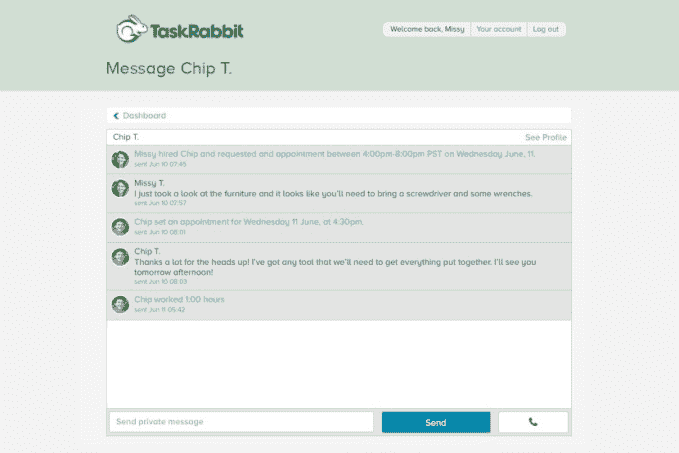 TaskRabbit
Welcome back, Missy
Your account
Log out
Message Chip T.
Dashboard
Chip T.
See Profile
Missy hired Chip and requested and appointment between 4:00pm-8:00pm PST on Wednesday June, 11.
sent Jun 10 07:45
Missy T.
I just took a look at the furniture and it looks like you'll need to bring a screwdriver and some wrenches.
sent Jun 10 07:57
Chip set an appointment for Wednesday 11 June, at 4:30pm.
sent Jun 10 08:01
Chip T.
Thanks a lot for the heads up! I've got any tool that we'll need to get everything put together. I'll see you
tomorrow afternoon!
sent Jun 10 08:03
Chip worked 1.00 hours
sent Jun 11 05:42
Send private message
Send